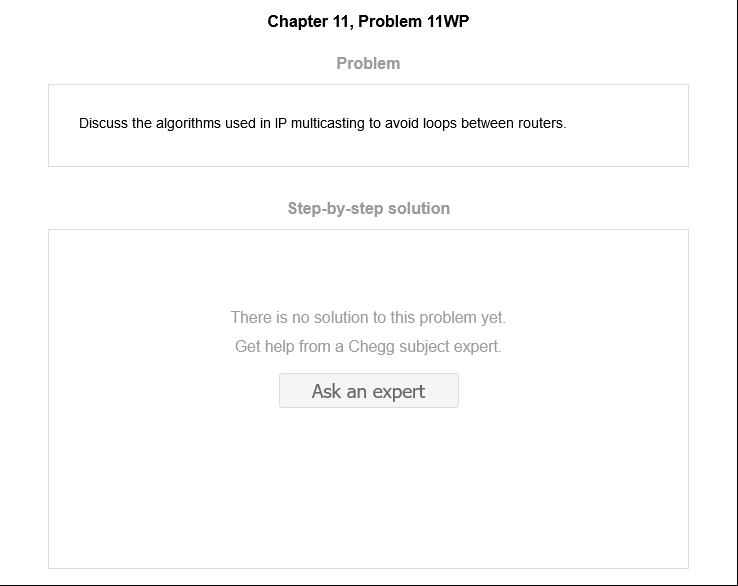 Chapter 11, Problem 11WP
Problem
Discuss the algorithms used in IP multicasting to avoid loops between routers.
Step-by-step solution
There is no solution to this problem yet.
Get help from a Chegg subject expert.
Ask an expert